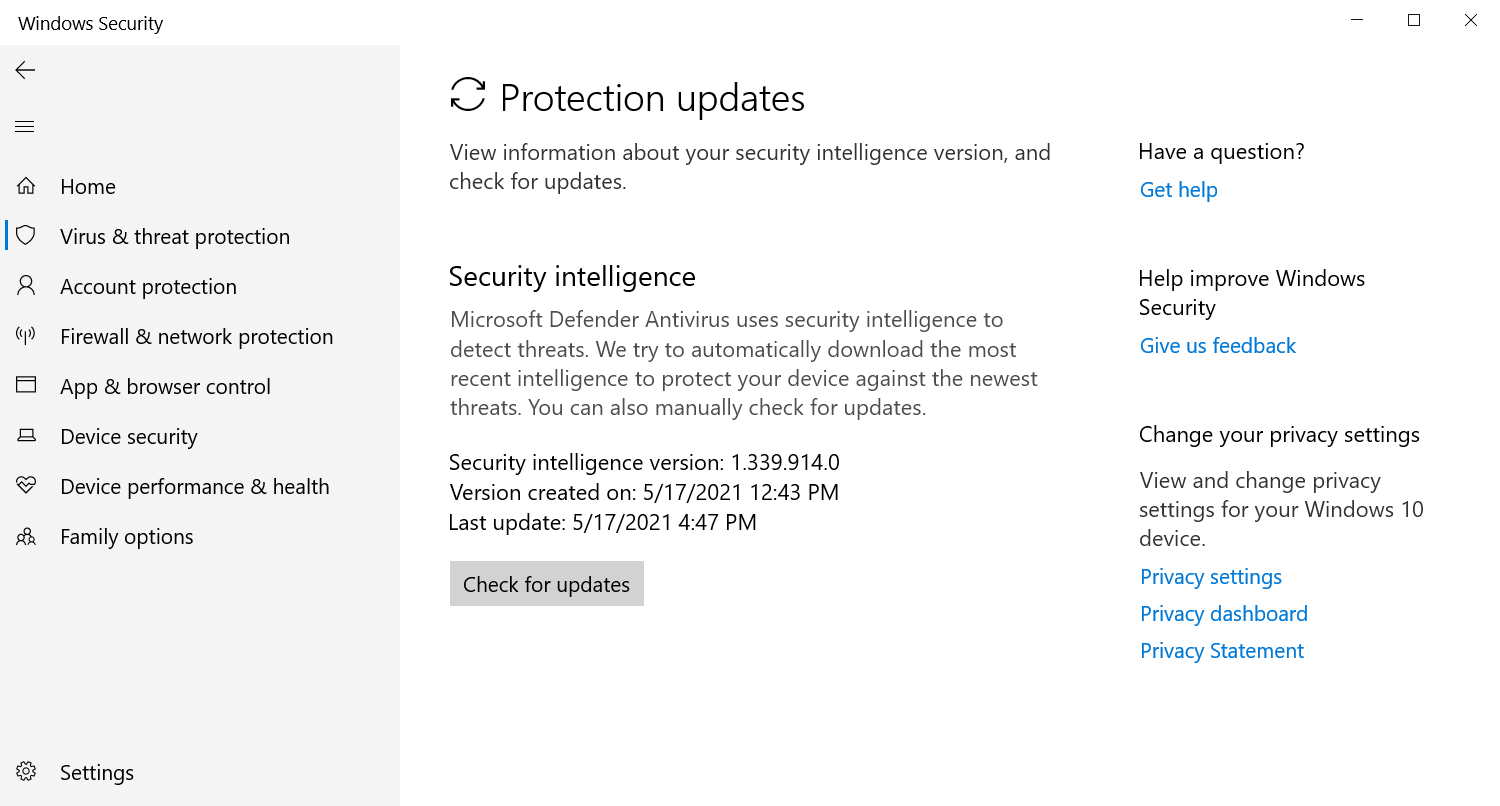 Windows Security
Home
Virus & threat protection
Account protection
Firewall & network protection
App & browser control
Device security
Device performance & health
Family options
Settings
Protection updates
View information about your security intelligence version, and
check for updates.
Security intelligence
Microsoft Defender Antivirus uses security intelligence to
detect threats. We try to automatically download the most
recent intelligence to protect your device against the newest
threats. You can also manually check for updates.
Security intelligence version: 1.339.914.0
Version created on: 5/17/2021 12:43 PM
Last update: 5/17/2021 4:47 PM
Check for updates
Have a question?
Get help
Help improve Windows
Security
Give us feedback
Change your privacy settings
View and change privacy
settings for your Windows 10
device.
Privacy settings
Privacy dashboard
Privacy Statement